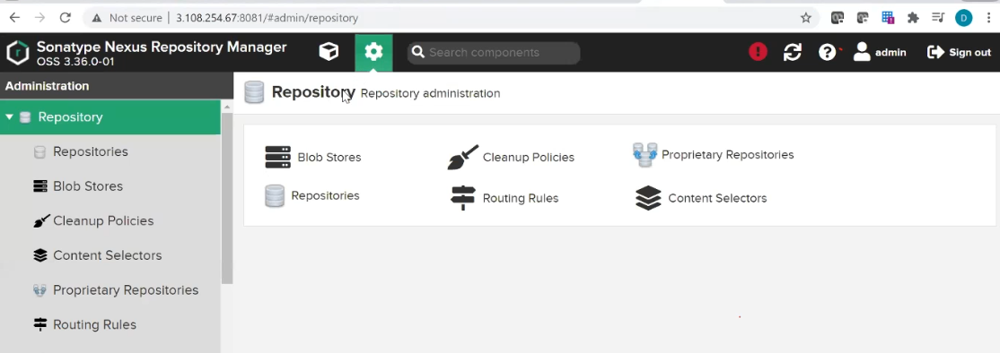 Not secure | 3.108.254.67:8081/#admin/repository
D
Sonatype Nexus Repository Manager
OSS 3.36.0-01
Search components
admin
Sign out
Administration
Repository
Repositories
Blob Stores
Cleanup Policies
Content Selectors
Proprietary Repositories
Routing Rules
Repository Repository administration
Blob Stores
Cleanup Policies
Proprietary Repositories
Repositories
Routing Rules
Content Selectors